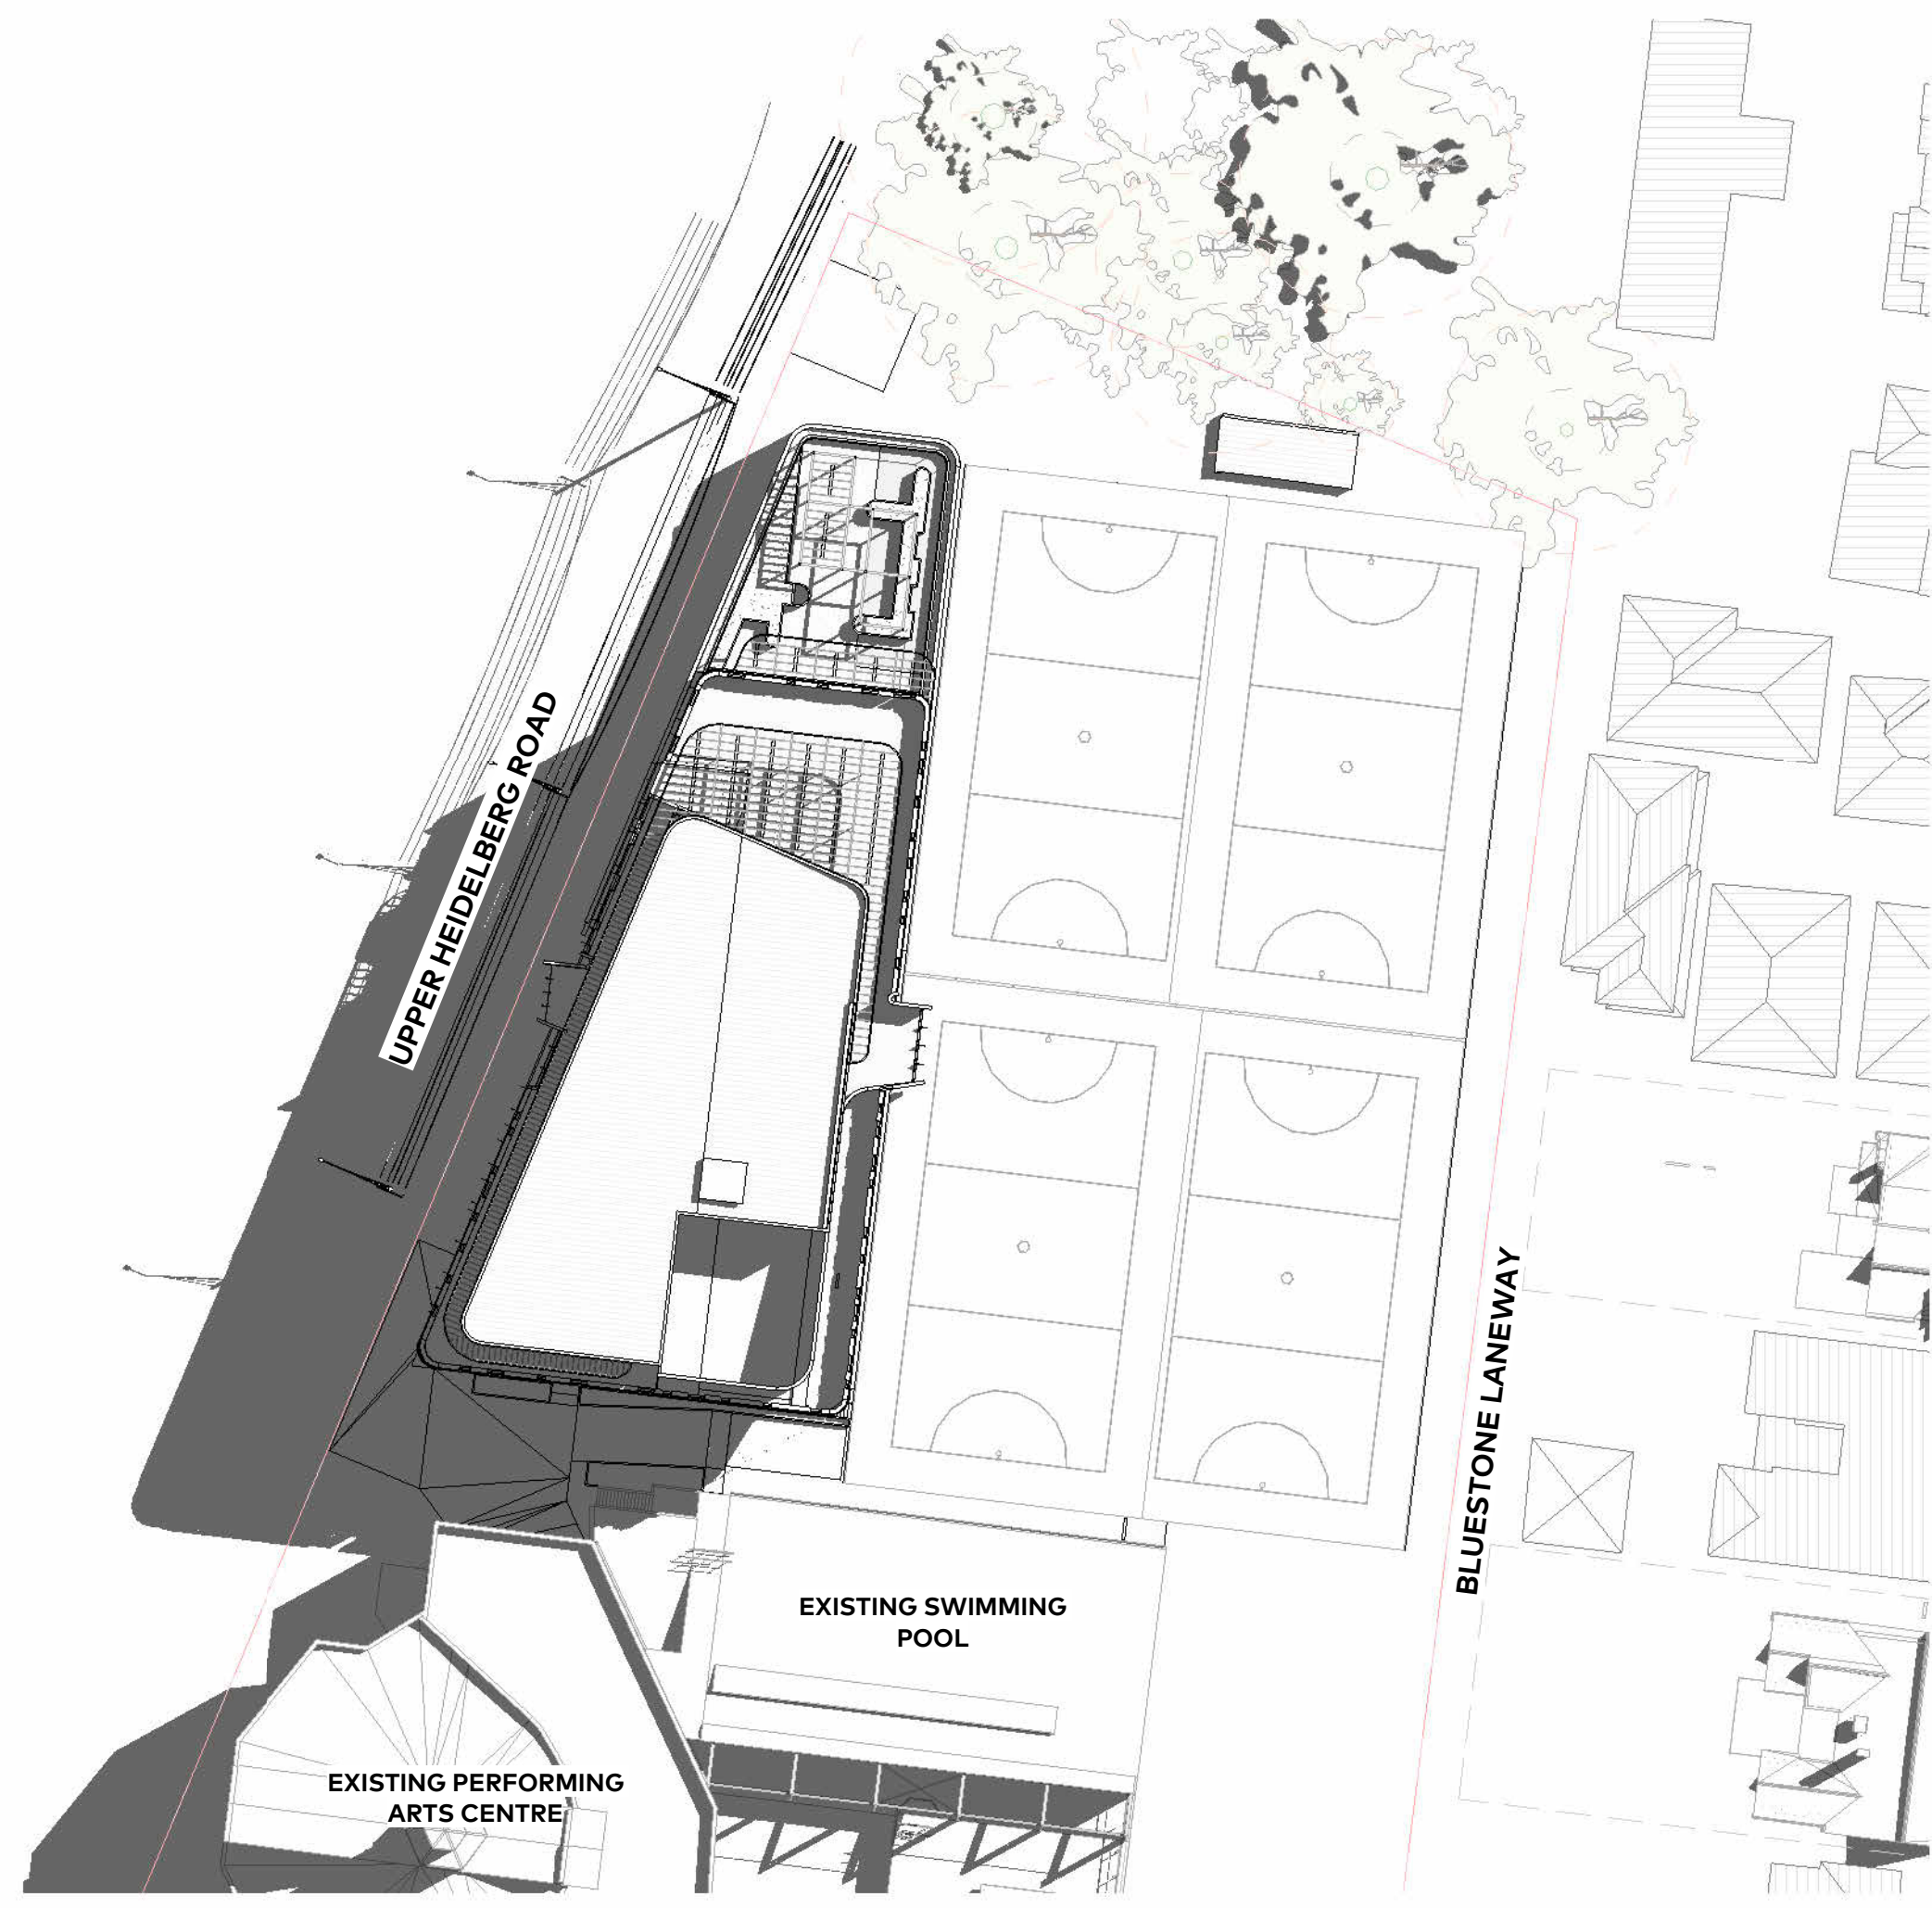 UPPER HEIDELBERG ROAD
BLUESTONE LANEWAY
EXISTING SWIMMING
POOL
EXISTING PERFORMING
ARTS CENTRE